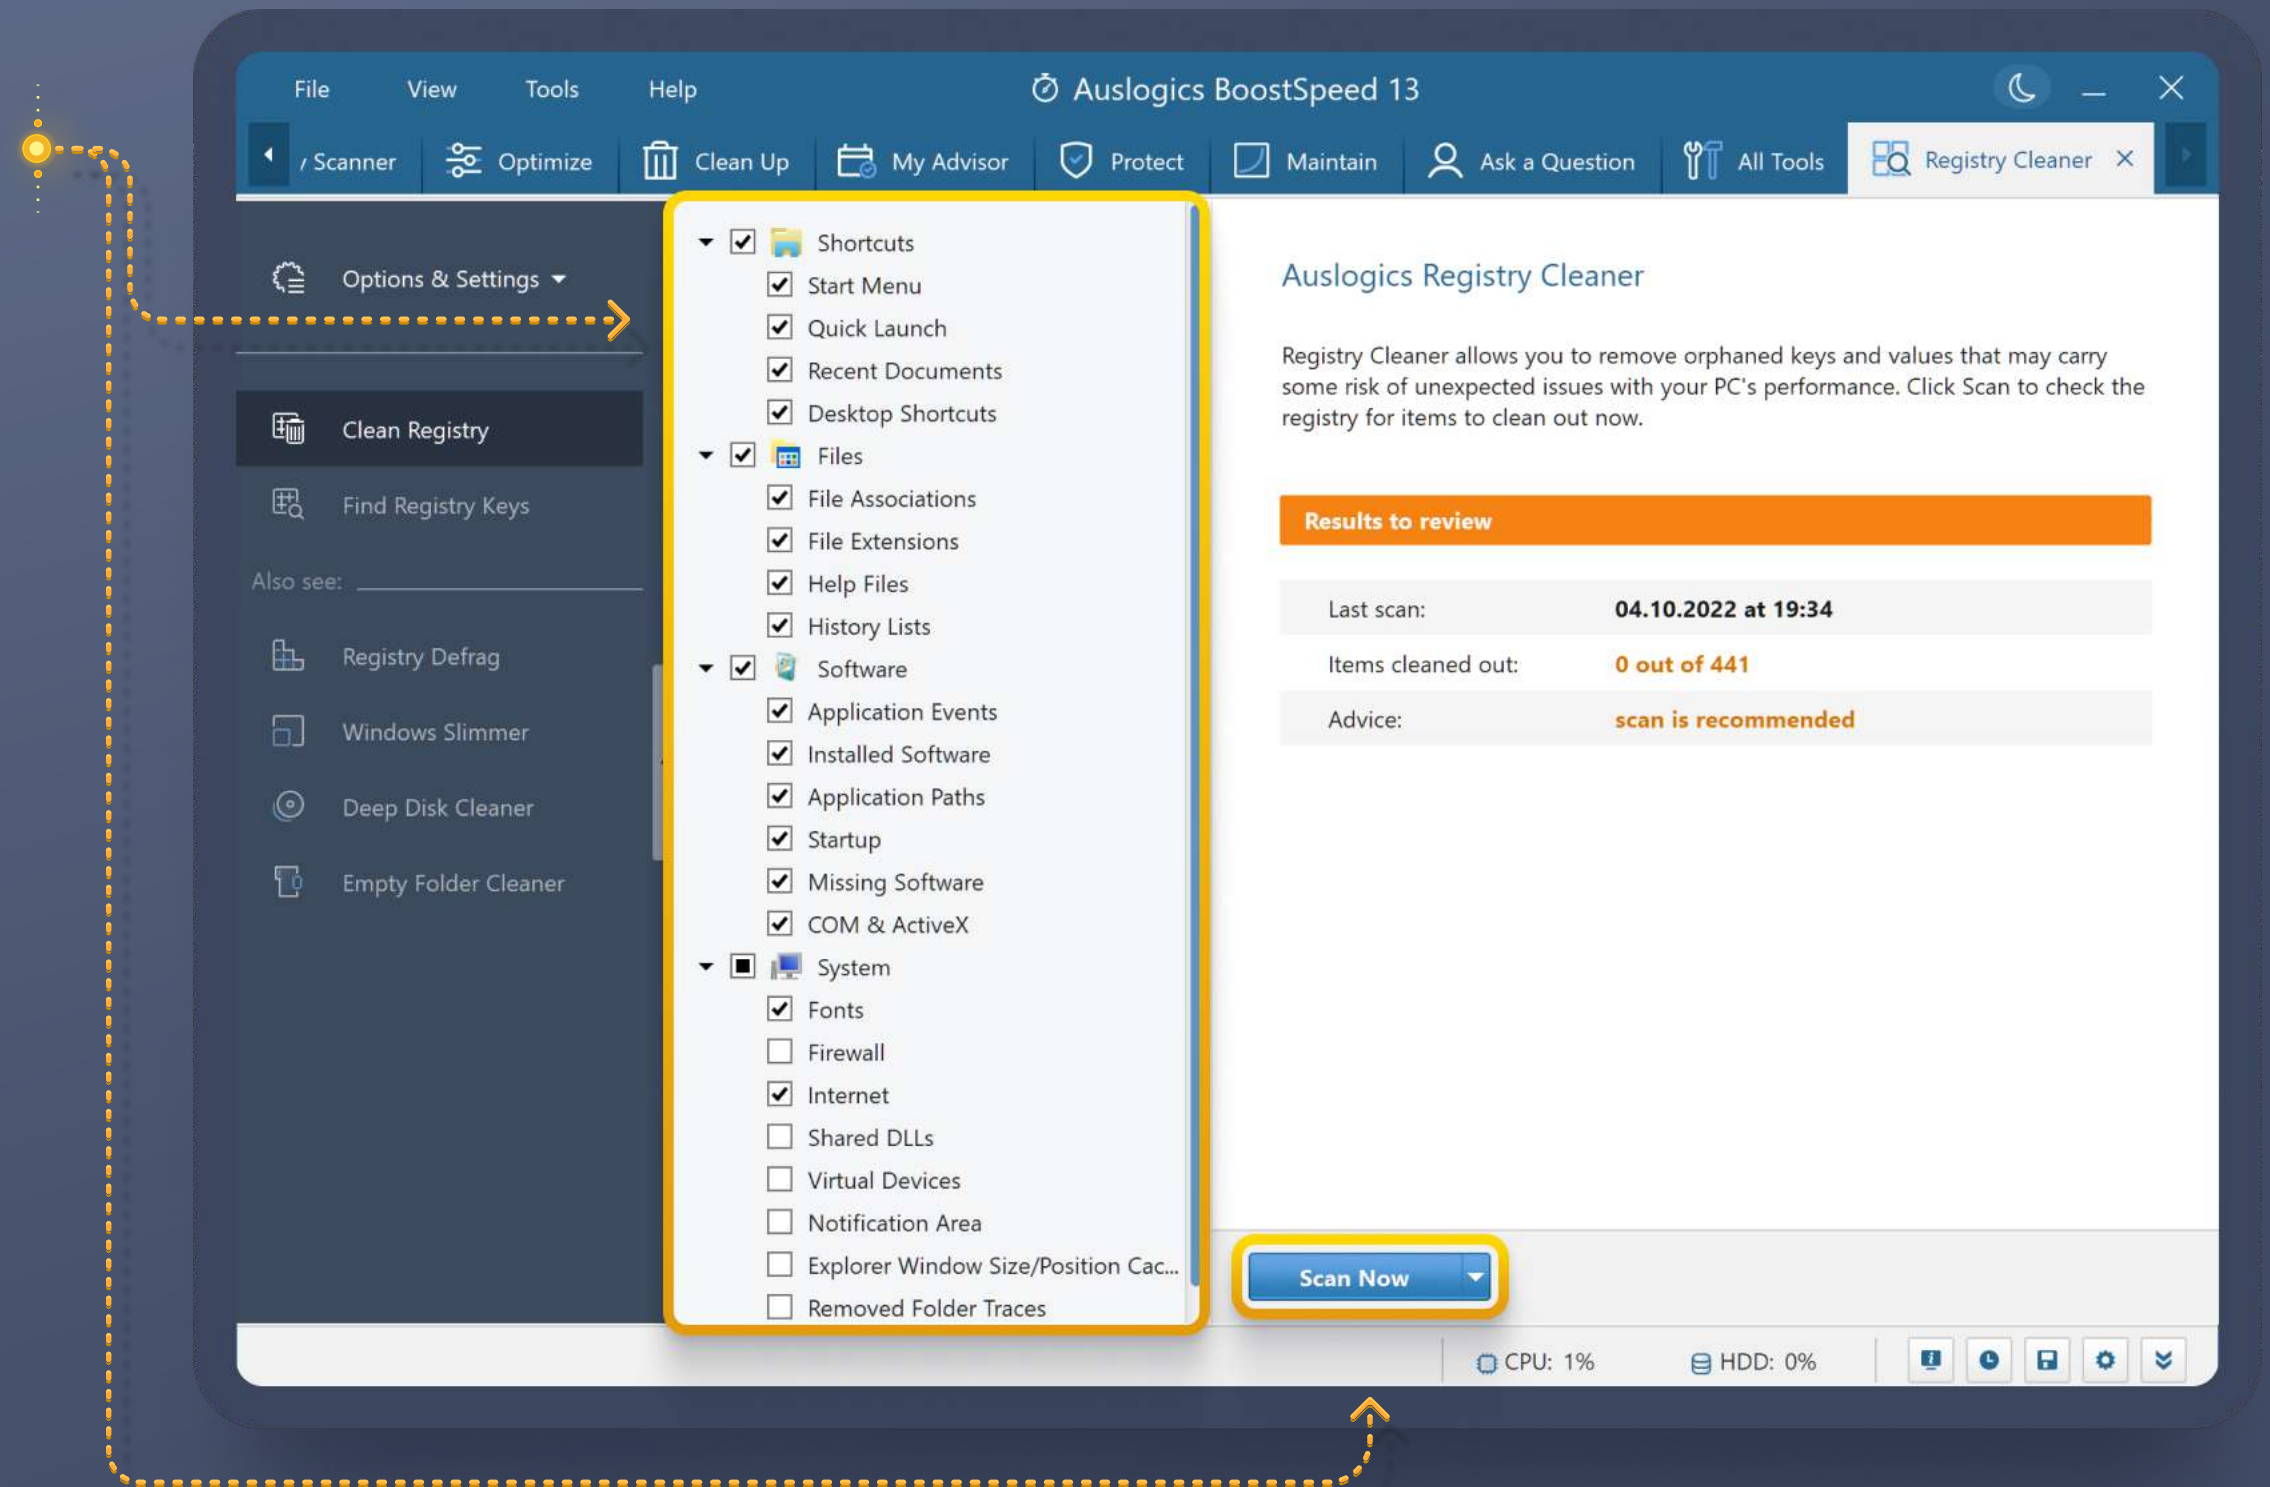 File View Tools Help Auslogics BoostSpeed 13
Scanner Optimize Clean Up My Advisor Protect Maintain Ask a Question All Tools Registry Cleaner
Options & Settings
Clean Registry
Find Registry Keys
Also see:
Registry Defrag
Windows Slimmer
Deep Disk Cleaner
Empty Folder Cleaner
Shortcuts
Start Menu
Quick Launch
Recent Documents
Desktop Shortcuts
Files
File Associations
File Extensions
Help Files
History Lists
Software
Application Events
Installed Software
Application Paths
Startup
Missing Software
COM & ActiveX
System
Fonts
Firewall
Internet
Shared DLLs
Virtual Devices
Notification Area
Explorer Window Size/Position Cac...
Removed Folder Traces
Auslogics Registry Cleaner
Registry Cleaner allows you to remove orphaned keys and values that may carry
some risk of unexpected issues with your PC's performance. Click Scan to check the
registry for items to clean out now.
Results to review
Last scan: 04.10.2022 at 19:34
Items cleaned out: 0 out of 441
Advice: scan is recommended
Scan Now
CPU: 1% HDD: 0%